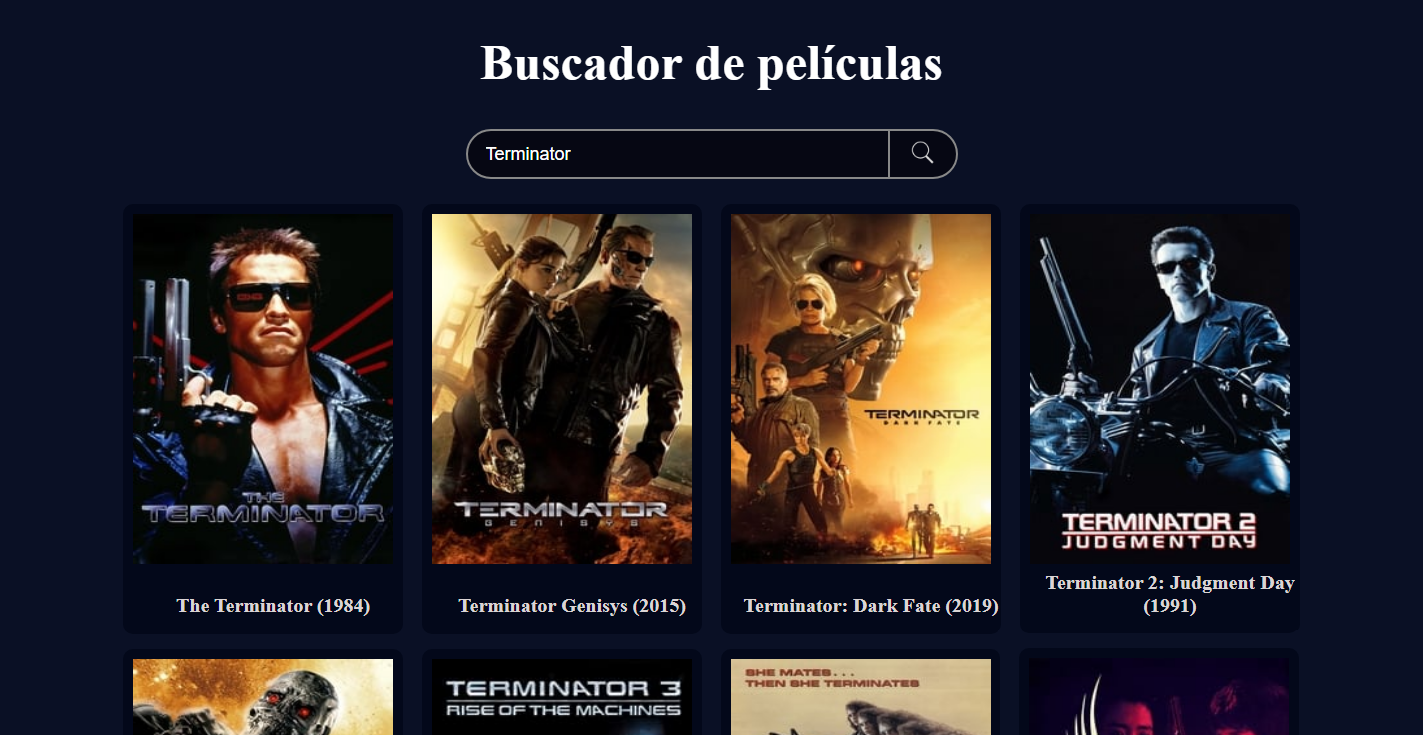 Buscador de películas
Terminator
THE
TERMINATOR
TERMINATOR
GENISYS
TERMINATOR
DARK FATE
TERMINATOR 2
JUDGMENT DAY
The Terminator (1984)
Terminator Genisys (2015)
Terminator: Dark Fate (2019)
Terminator 2: Judgment Day
(1991)
TERMINATOR 3
RISE OF THE MACHINES
SHE MATES...
THEN SHE TERMINATES